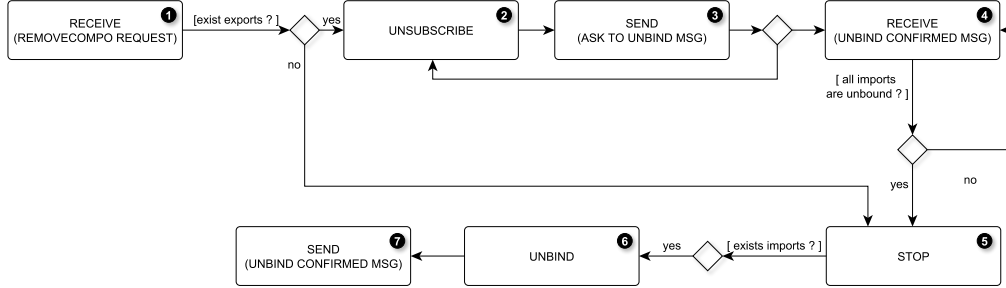 1
RECEIVE
(REMOVECOMPO REQUEST)
[exist exports ? ]
yes
no
2
UNSUBSCRIBE
3
SEND
(ASK TO UNBIND MSG)
4
RECEIVE
(UNBIND CONFIRMED MSG)
[ all imports
are unbound ? ]
yes
no
5
STOP
[ exists imports ? ]
yes
6
UNBIND
7
SEND
(UNBIND CONFIRMED MSG)